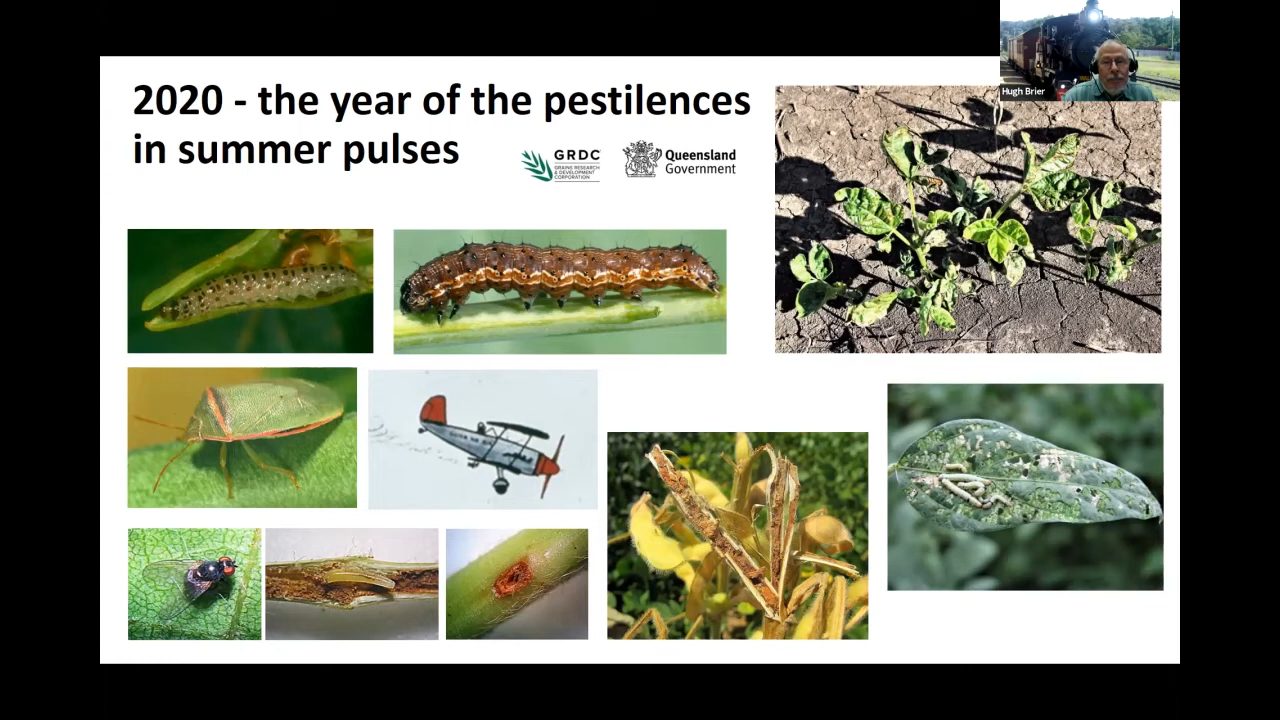 2020 - the year of the pestilences
in summer pulses
GRDC
GRAINS RESEARCH
& DEVELOPMENT
CORPORATION
Queensland
Government
Hugh Brier